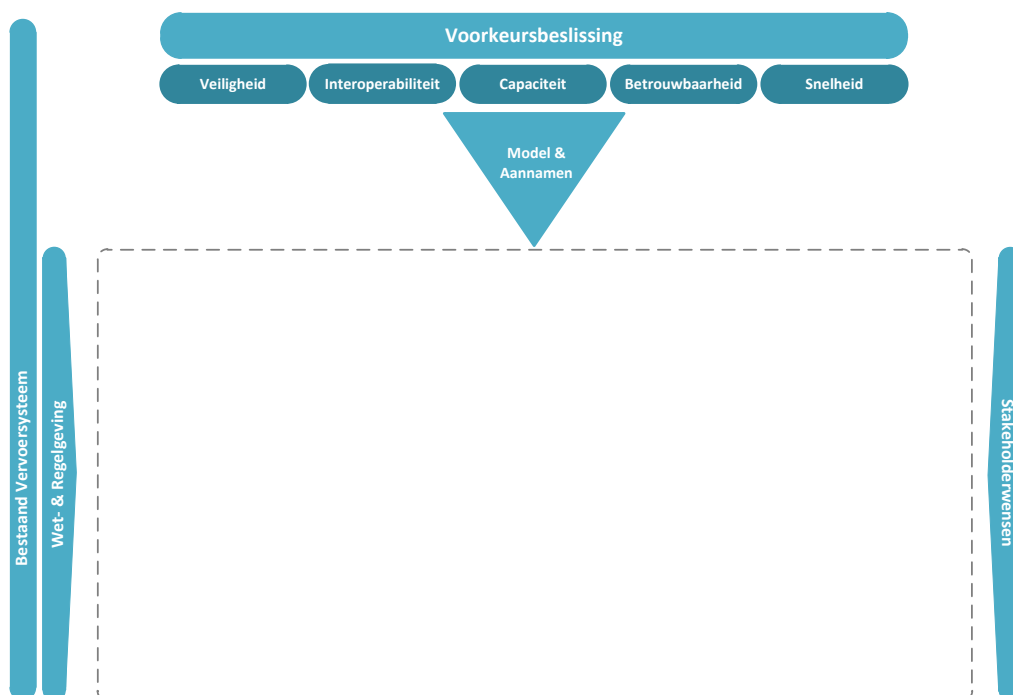 Voorkeursbeslissing
Veiligheid
Interoperabiliteit
Capaciteit
Betrouwbaarheid
Snelheid
Model &
Aannamen
Bestaand Vervoersysteem
Wet- & Regelgeving
Stakeholderwensen